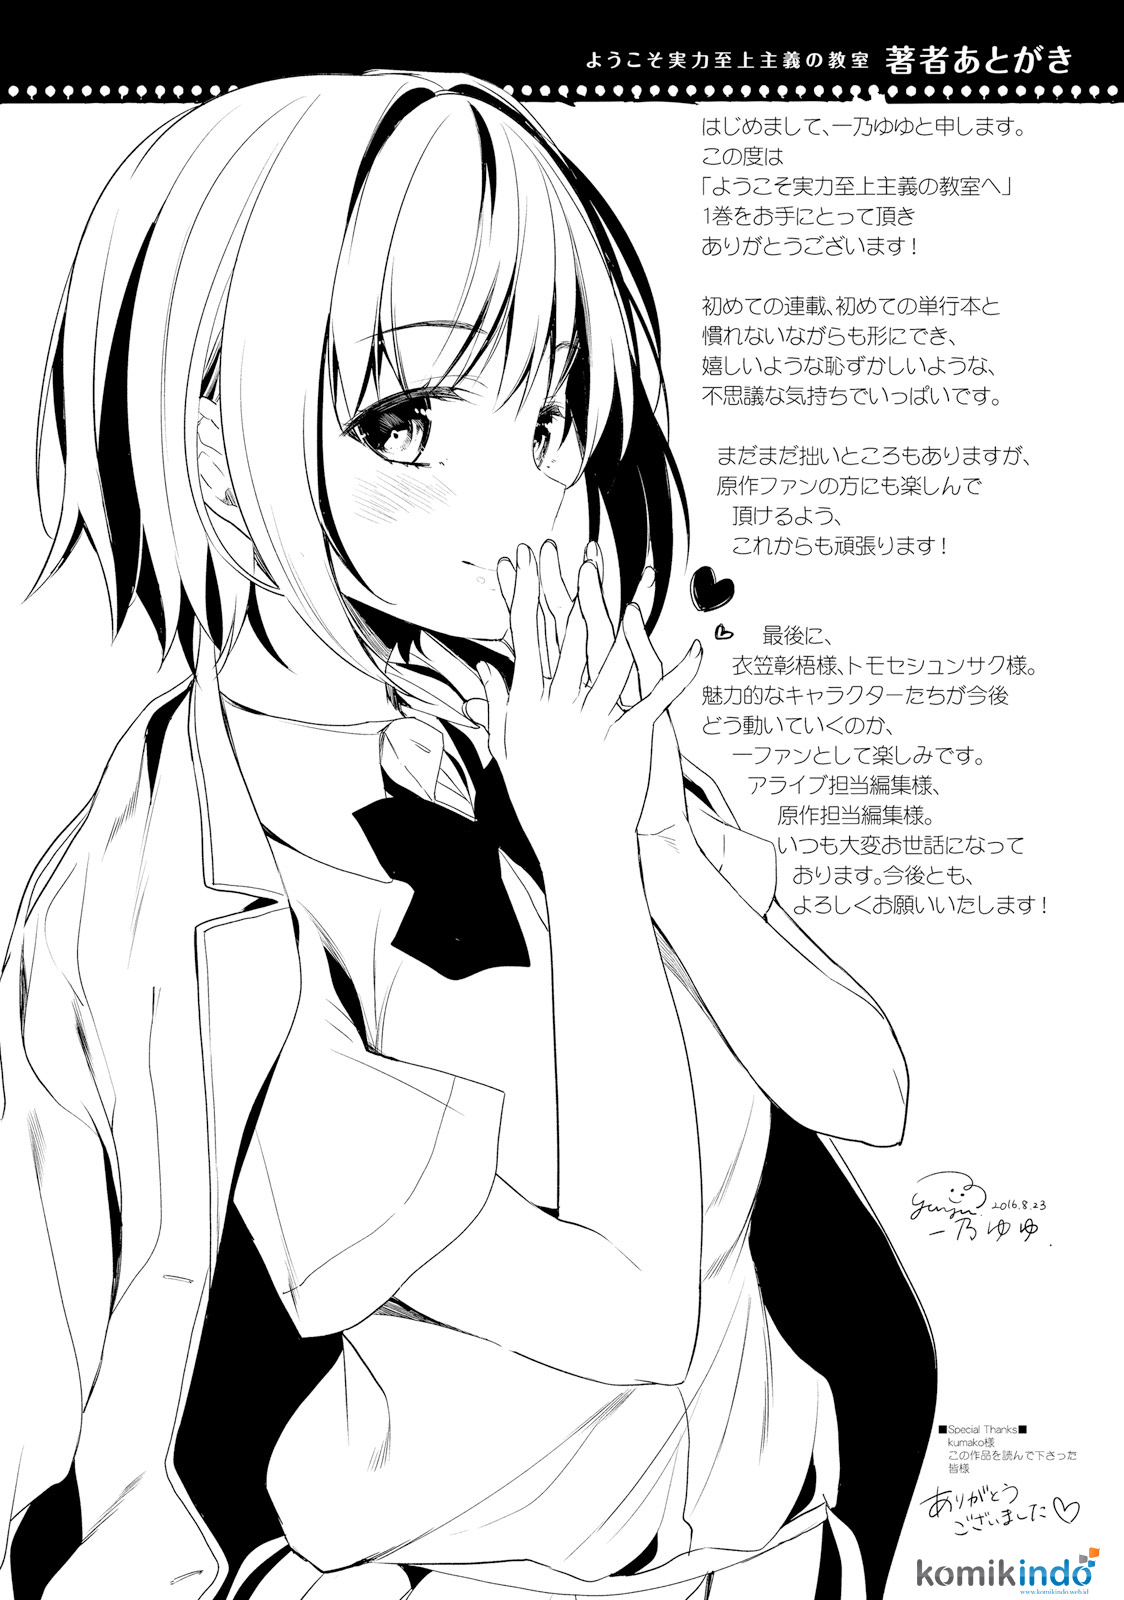 ようこそ実力至上主義の教室 著者あとがき
はじめまして、一乃ゆゆと申します。
この度は
「ようこそ実力至上主義の教室へ」
1巻をお手にとって頂き
ありがとうございます!
初めての連載、初めての単行本と
慣れないながらも形にでき、
嬉しいような恥ずかしいような、
不思議な気持ちでいっぱいです。
まだまだ拙いところもありますが、
原作ファンの方にも楽しんで
頂けるよう、
これからも頑張ります!
最後に、
衣笠彰梧様、トモセシュンサク様。
魅力的なキャラクターたちが今後
どう動いていくのか、
一ファンとして楽しみです。
アライブ担当編集様、
原作担当編集様。
いつも大変お世話になって
おります。今後とも、
よろしくお願いいたします!
yuyu. 2016.8.23
一乃ゆゆ.
■Special Thanks■
kumako様
この作品を読んで下さった
皆様
ありがとう
ございました♡
komikindo
www.komikindo.web.id